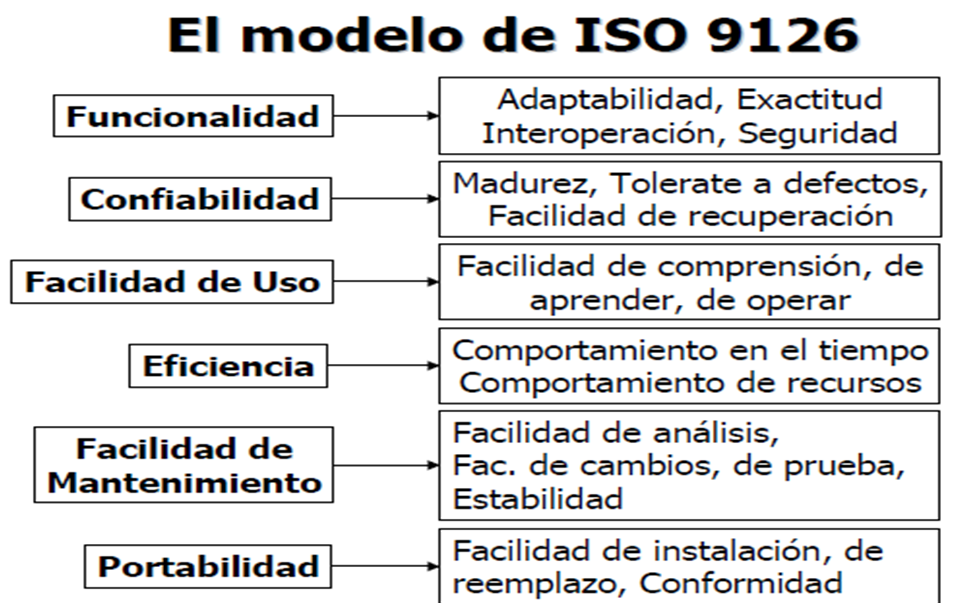 El modelo de ISO 9126
Funcionalidad
Adaptabilidad, Exactitud
Interoperación, Seguridad
Confiabilidad
Madurez, Tolerate a defectos,
Facilidad de recuperación
Facilidad de Uso
Facilidad de comprensión, de
aprender, de operar
Eficiencia
Comportamiento en el tiempo
Comportamiento de recursos
Facilidad de
Mantenimiento
Facilidad de análisis,
Fac. de cambios, de prueba,
Estabilidad
Portabilidad
Facilidad de instalación, de
reemplazo, Conformidad